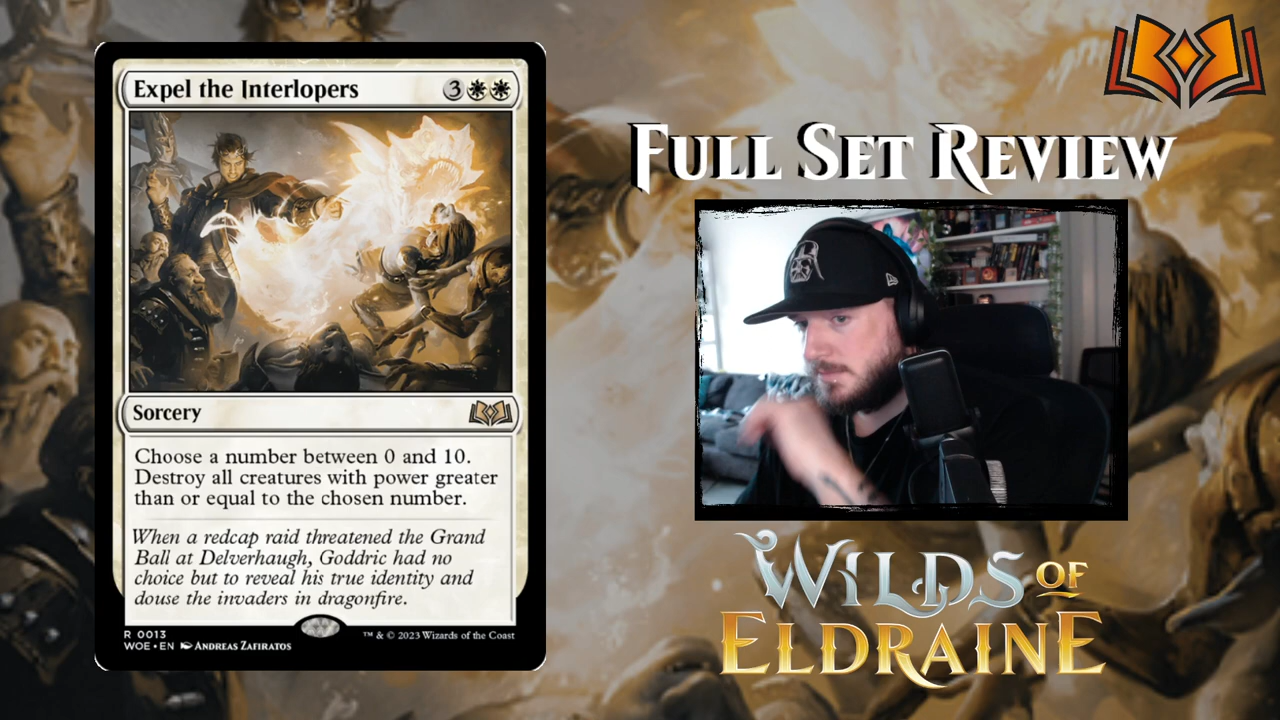 Expel the Interlopers 3
Sorcery
Choose a number between 0 and 10.
Destroy all creatures with power greater
than or equal to the chosen number.
When a redcap raid threatened the Grand
Ball at Delverhaugh, Goddric had no
choice but to reveal his true identity and
douse the invaders in dragonfire.
R 0013
WOE • EN ANDREAS ZAFIRATOS
™ & © 2023 Wizards of the Coast
FULL SET REVIEW
WILDS OF
ELDRAINE